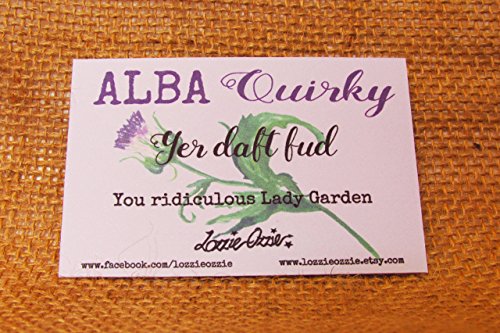 ALBA Quirky
Yer daft fud
You ridiculous Lady Garden
Lozzie Ozzie
www.facebook.com/lozzieozzie www.lozzieozzie.etsy.com